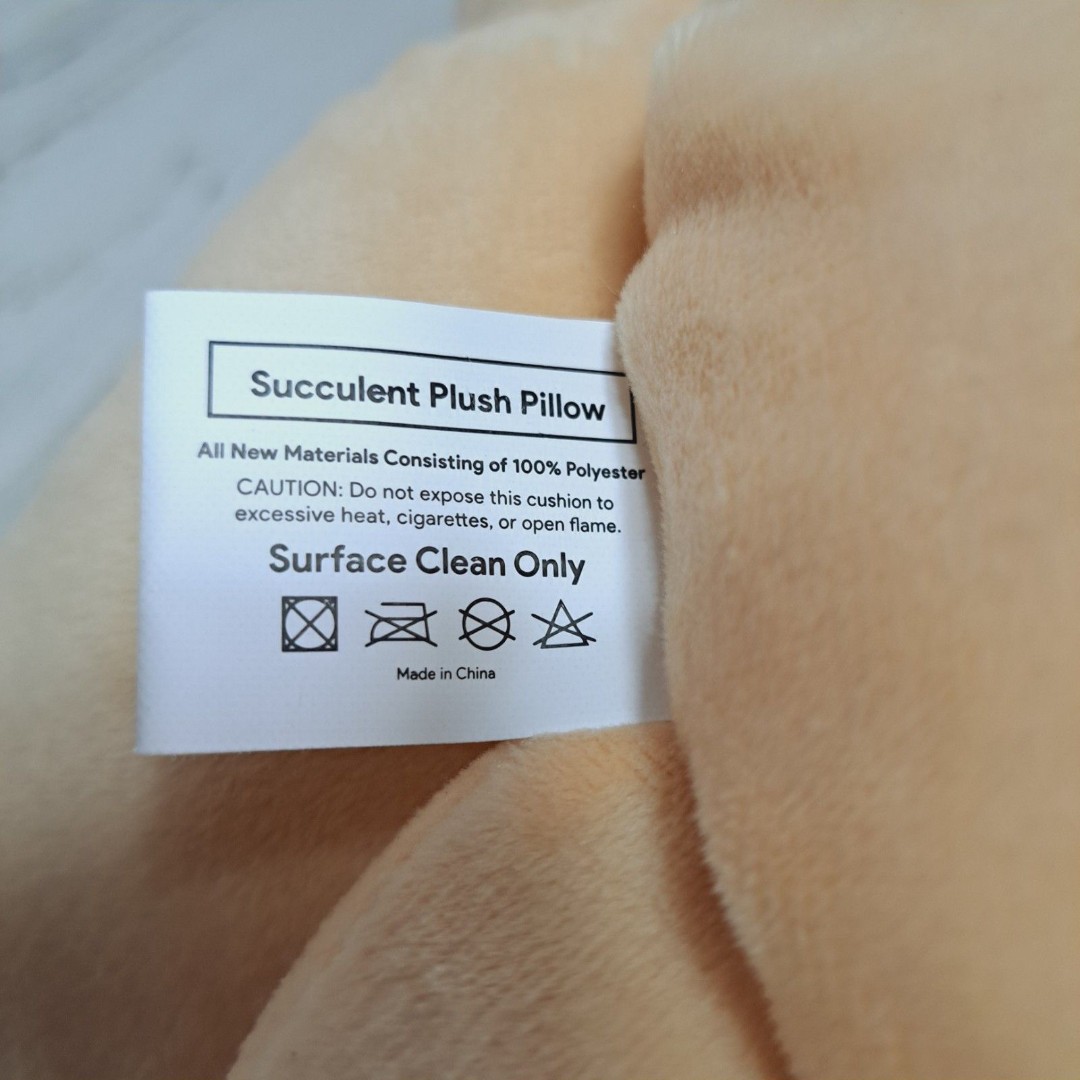 Succulent Plush Pillow
All New Materials Consisting of 100% Polyester
CAUTION: Do not expose this cushion to
excessive heat, cigarettes, or open flame.
Surface Clean Only
Made in China